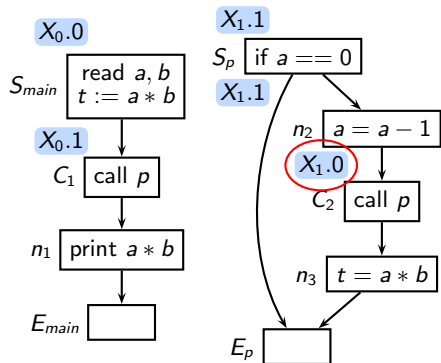 X₀.0
S_main
read a, b
t := a ∗ b
X₀.1
C₁
call p
n₁
print a ∗ b
E_main
X₁.1
S_p
if a == 0
X₁.1
n₂
a = a − 1
X₁.0
C₂
call p
n₃
t = a ∗ b
E_p